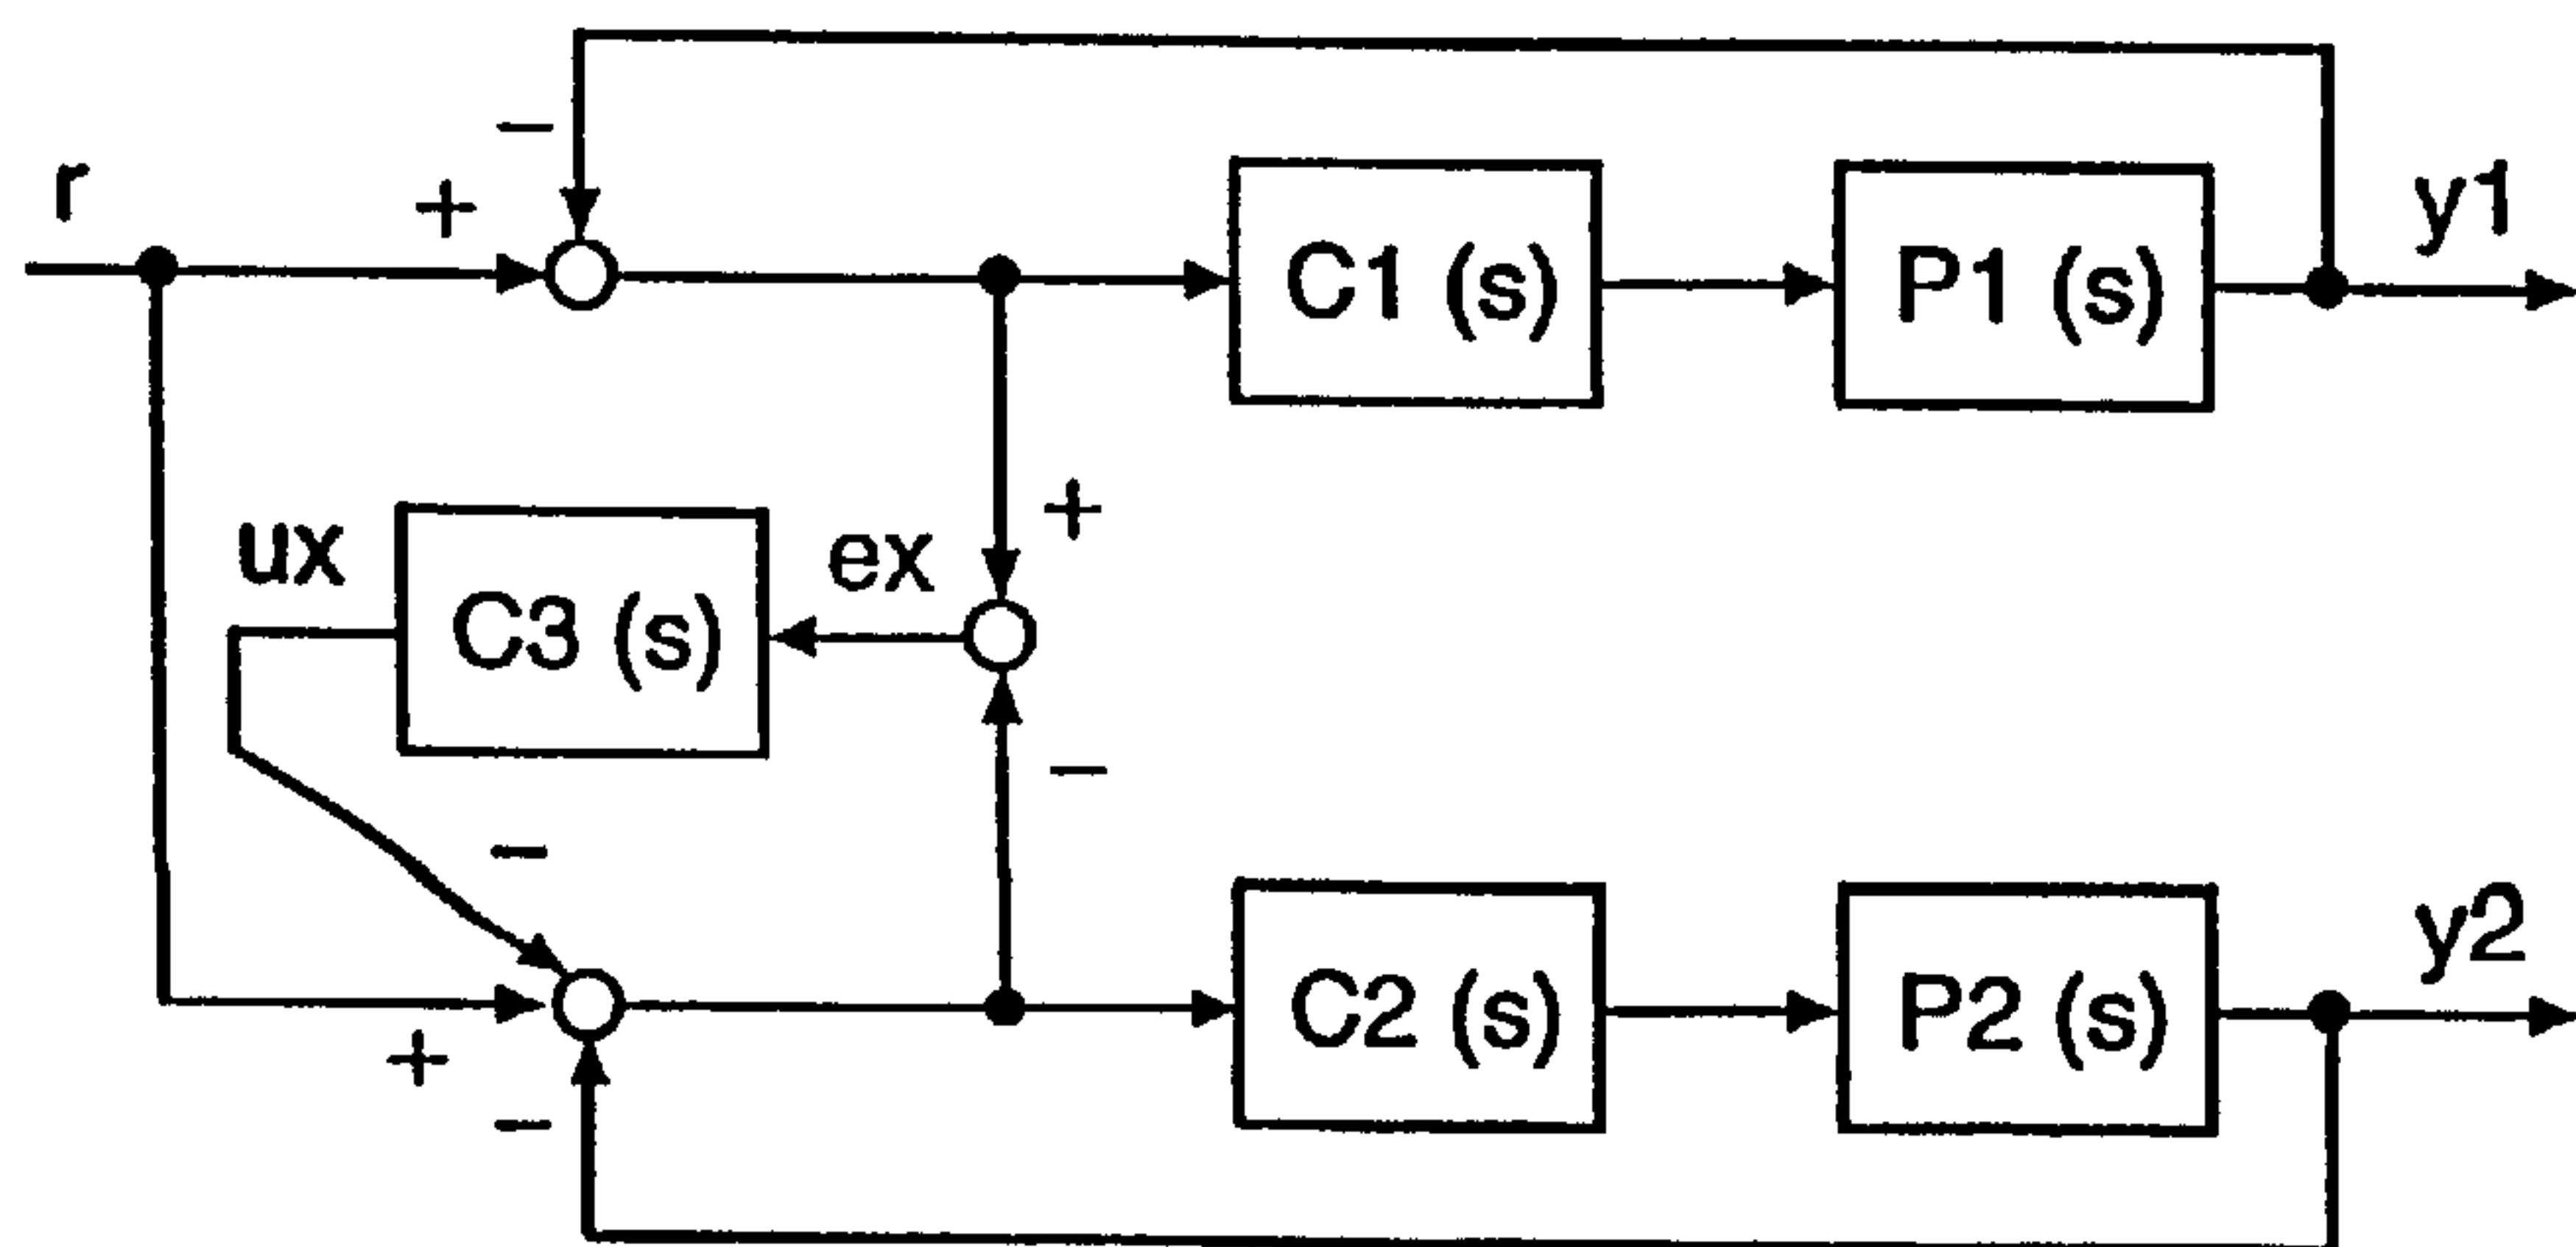 −
r
+
C1 (s)
P1 (s)
y1
+
ux
C3 (s)
ex
−
−
C2 (s)
P2 (s)
y2
+
−